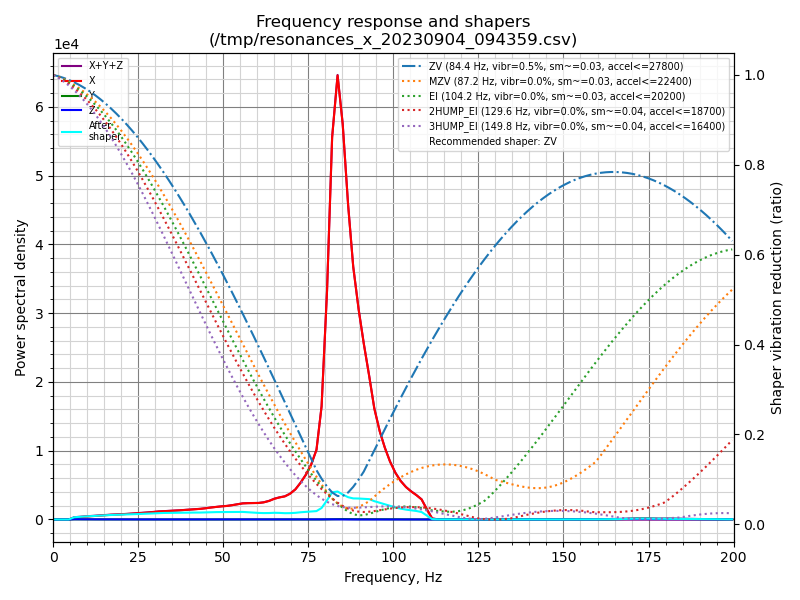 Frequency response and shapers
(/tmp/resonances_x_20230904_094359.csv)
1e4
X+Y+Z
X
Y
Z
After
shaper
ZV (84.4 Hz, vibr=0.5%, sm~=0.03, accel<=27800)
MZV (87.2 Hz, vibr=0.0%, sm~=0.03, accel<=22400)
EI (104.2 Hz, vibr=0.0%, sm~=0.03, accel<=20200)
2HUMP_EI (129.6 Hz, vibr=0.0%, sm~=0.04, accel<=18700)
3HUMP_EI (149.8 Hz, vibr=0.0%, sm~=0.04, accel<=16400)
Recommended shaper: ZV
Power spectral density
6
5
4
3
2
1
0
1.0
0.8
0.6
0.4
0.2
0.0
Shaper vibration reduction (ratio)
0 25 50 75 100 125 150 175 200
Frequency, Hz